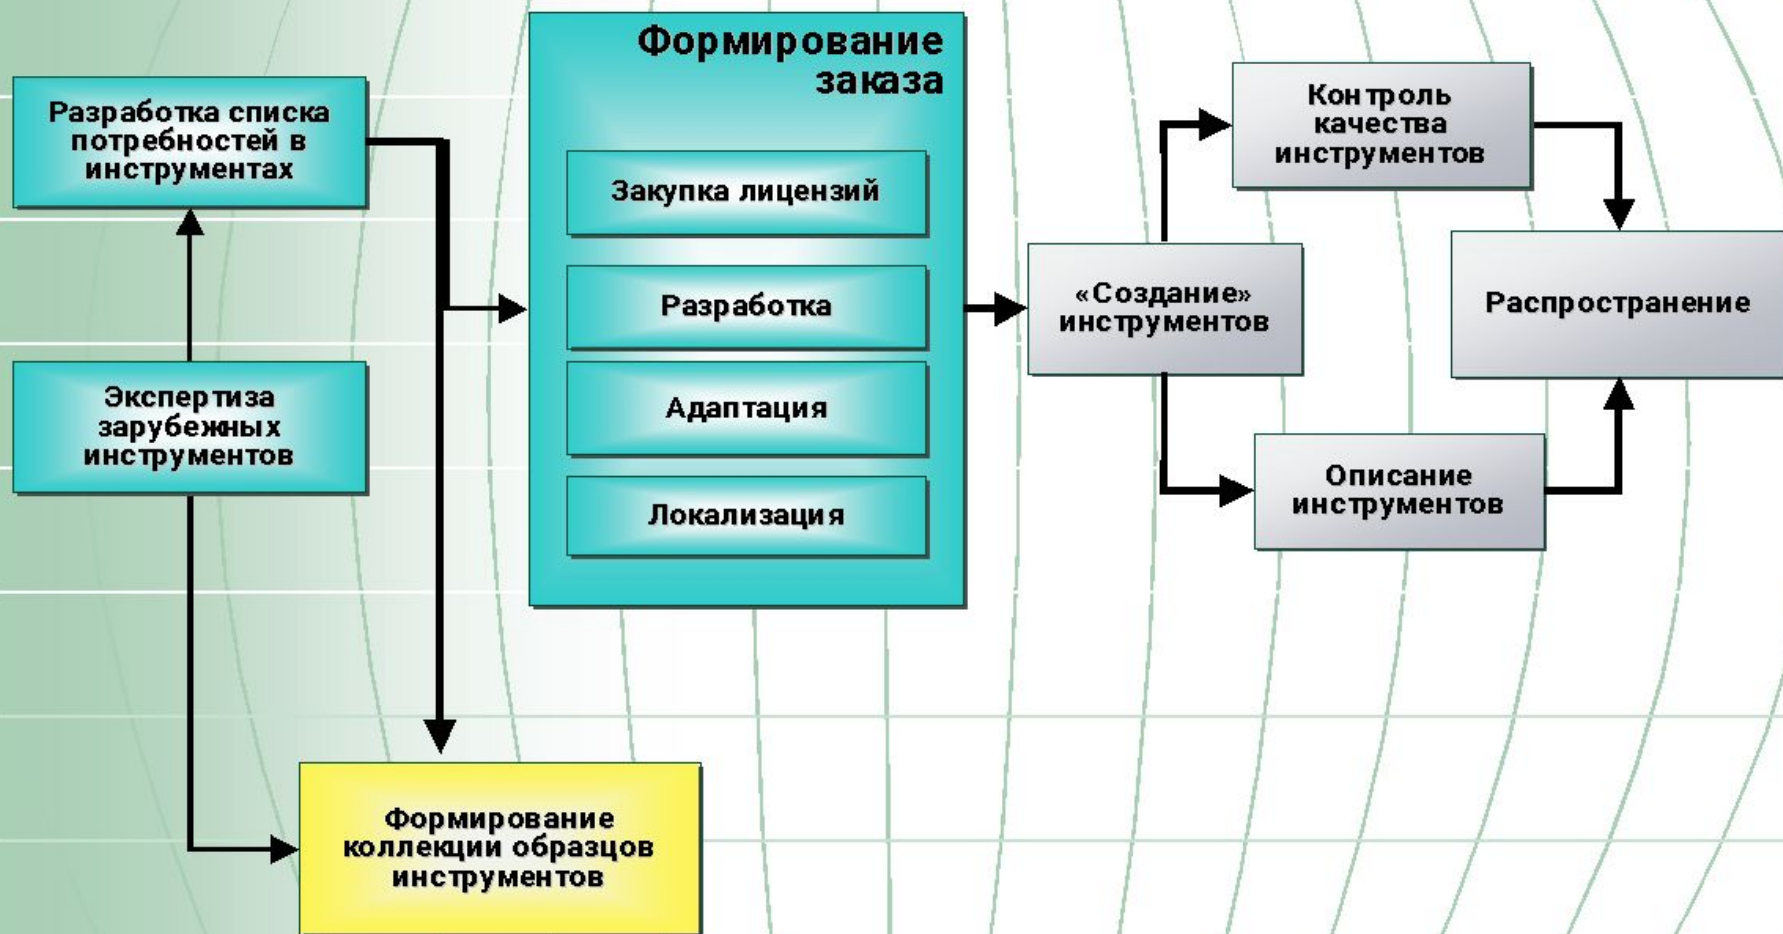 Формирование
заказа
Разработка списка
потребностей в
инструментах
Закупка лицензий
Разработка
Адаптация
Локализация
Экспертиза
зарубежных
инструментов
Формирование
коллекции образцов
инструментов
«Создание»
инструментов
Контроль
качества
инструментов
Распространение
Описание
инструментов